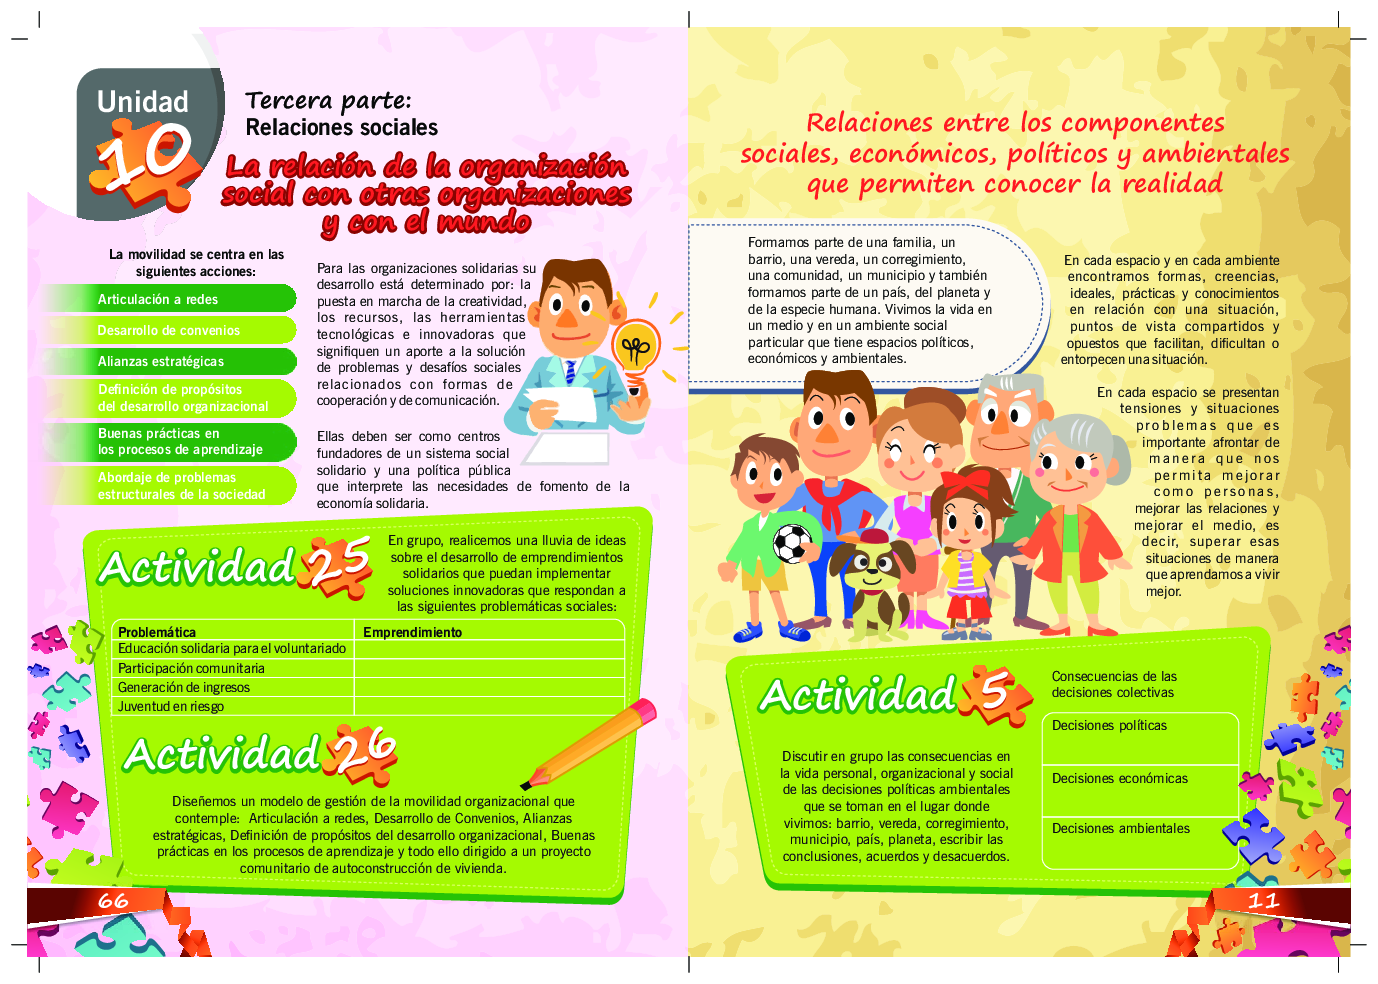 Unidad
10
Tercera parte:
Relaciones sociales
La relación de la organización
social con otras organizaciones
y con el mundo
La movilidad se centra en las
siguientes acciones:
Articulación a redes
Desarrollo de convenios
Alianzas estratégicas
Definición de propósitos
del desarrollo organizacional
Buenas prácticas en
los procesos de aprendizaje
Abordaje de problemas
estructurales de la sociedad
Para las organizaciones solidarias su
desarrollo está determinado por: la
puesta en marcha de la creatividad,
los recursos, las herramientas
tecnológicas e innovadoras que
signifiquen un aporte a la solución
de problemas y desafíos sociales
relacionados con formas de
cooperación y de comunicación.
Ellas deben ser como centros
fundadores de un sistema social
solidario y una política pública
que interprete las necesidades de fomento de la
economía solidaria.
Actividad 25
En grupo, realicemos una lluvia de ideas
sobre el desarrollo de emprendimientos
solidarios que puedan implementar
soluciones innovadoras que respondan a
las siguientes problemáticas sociales:
Problemática Emprendimiento
Educación solidaria para el voluntariado
Participación comunitaria
Generación de ingresos
Juventud en riesgo
Actividad 26
Diseñemos un modelo de gestión de la movilidad organizacional que
contemple: Articulación a redes, Desarrollo de Convenios, Alianzas
estratégicas, Definición de propósitos del desarrollo organizacional, Buenas
prácticas en los procesos de aprendizaje y todo ello dirigido a un proyecto
comunitario de autoconstrucción de vivienda.
66
Relaciones entre los componentes
sociales, económicos, políticos y ambientales
que permiten conocer la realidad
Formamos parte de una familia, un
barrio, una vereda, un corregimiento,
una comunidad, un municipio y también
formamos parte de un país, del planeta y
de la especie humana. Vivimos la vida en
un medio y en un ambiente social
particular que tiene espacios políticos,
económicos y ambientales.
En cada espacio y en cada ambiente
encontramos formas, creencias,
ideales, prácticas y conocimientos
en relación con una situación,
puntos de vista compartidos y
opuestos que facilitan, dificultan o
entorpecen una situación.
En cada espacio se presentan
tensiones y situaciones
problemas que es
importante afrontar de
manera que nos
permita mejorar
como personas,
mejorar las relaciones y
mejorar el medio, es
decir, superar esas
situaciones de manera
que aprendamos a vivir
mejor.
Actividad 5
Discutir en grupo las consecuencias en
la vida personal, organizacional y social
de las decisiones políticas ambientales
que se toman en el lugar donde
vivimos: barrio, vereda, corregimiento,
municipio, país, planeta, escribir las
conclusiones, acuerdos y desacuerdos.
Consecuencias de las
decisiones colectivas
Decisiones políticas
Decisiones económicas
Decisiones ambientales
11